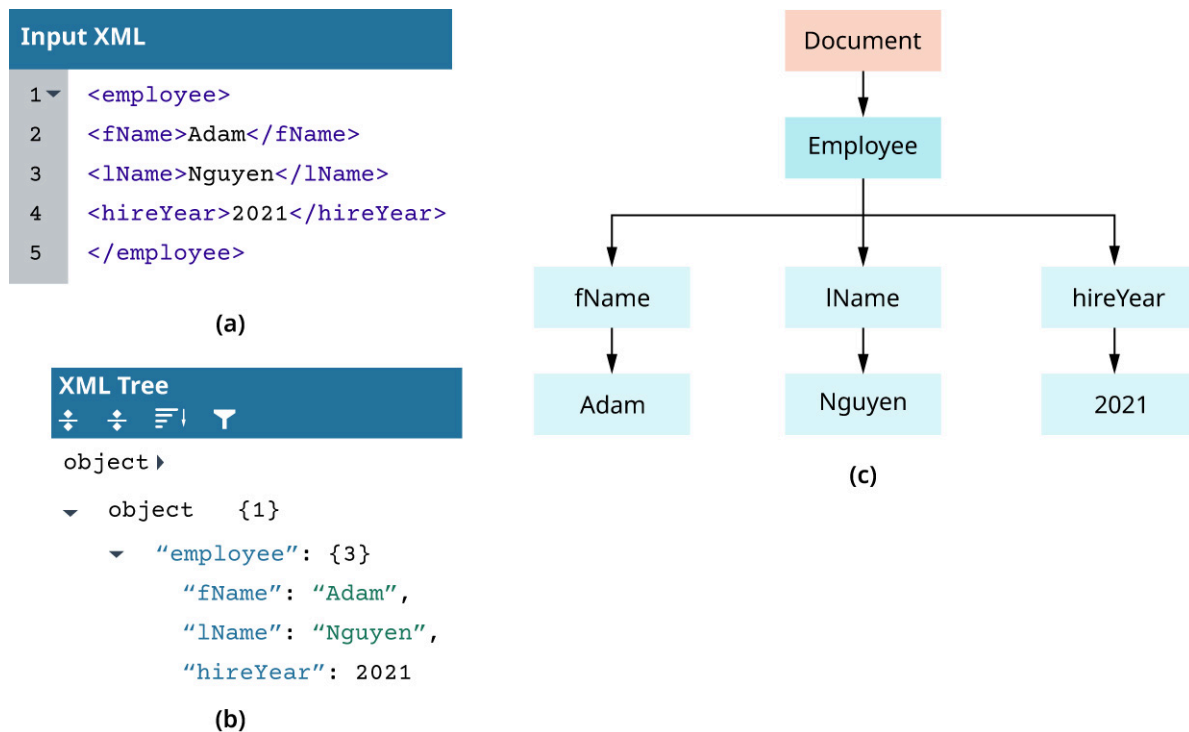 Input XML
1 <employee>
2 <fName>Adam</fName>
3 <lName>Nguyen</lName>
4 <hireYear>2021</hireYear>
5 </employee>
(a)
XML Tree
object
object {1}
“employee”: {3}
“fName”: “Adam”,
“lName”: “Nguyen”,
“hireYear”: 2021
(b)
Document
Employee
fName lName hireYear
Adam Nguyen 2021
(c)